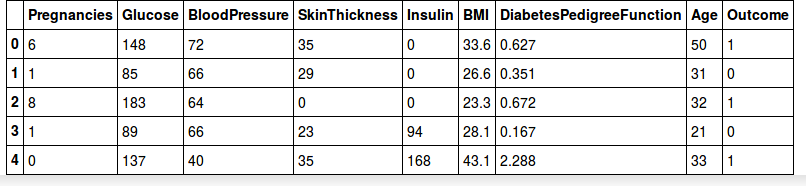 Pregnancies Glucose BloodPressure SkinThickness Insulin BMI DiabetesPedigreeFunction Age Outcome
0 6 148 72 35 0 33.6 0.627 50 1
1 1 85 66 29 0 26.6 0.351 31 0
2 8 183 64 0 0 23.3 0.672 32 1
3 1 89 66 23 94 28.1 0.167 21 0
4 0 137 40 35 168 43.1 2.288 33 1